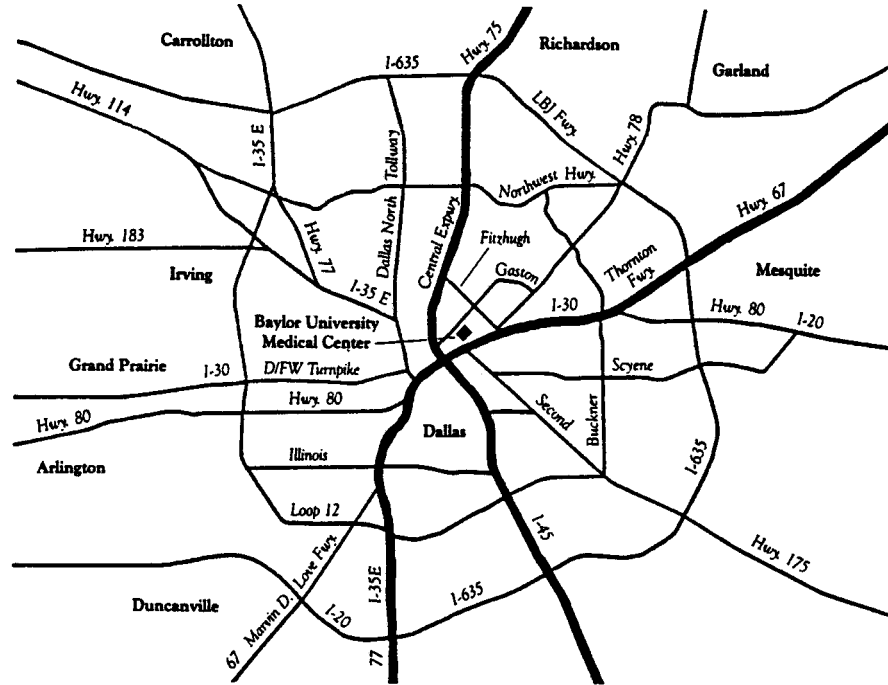 Carrollton
Hwy. 75
Richardson
I-635
Garland
Hwy. 114
LBJ Fwy.
Hwy. 78
I-35 E
Tollway
Northwest Hwy.
Hwy. 67
Dallas North
Central Expwy.
Hwy. 183
Hwy. 77
Fitzhugh
Gaston
Thornton
Fwy.
Mesquite
Irving
I-35 E
I-30
Hwy. 80
I-20
Baylor University
Medical Center
Grand Prairie
I-30
D/FW Turnpike
Scyene
Hwy. 80
Hwy. 80
Second
Buckner
Dallas
Arlington
Illinois
I-635
Loop 12
I-45
Hwy. 175
Duncanville
67 Marvin D. Love Fwy.
I-20
I-35E
77
I-635